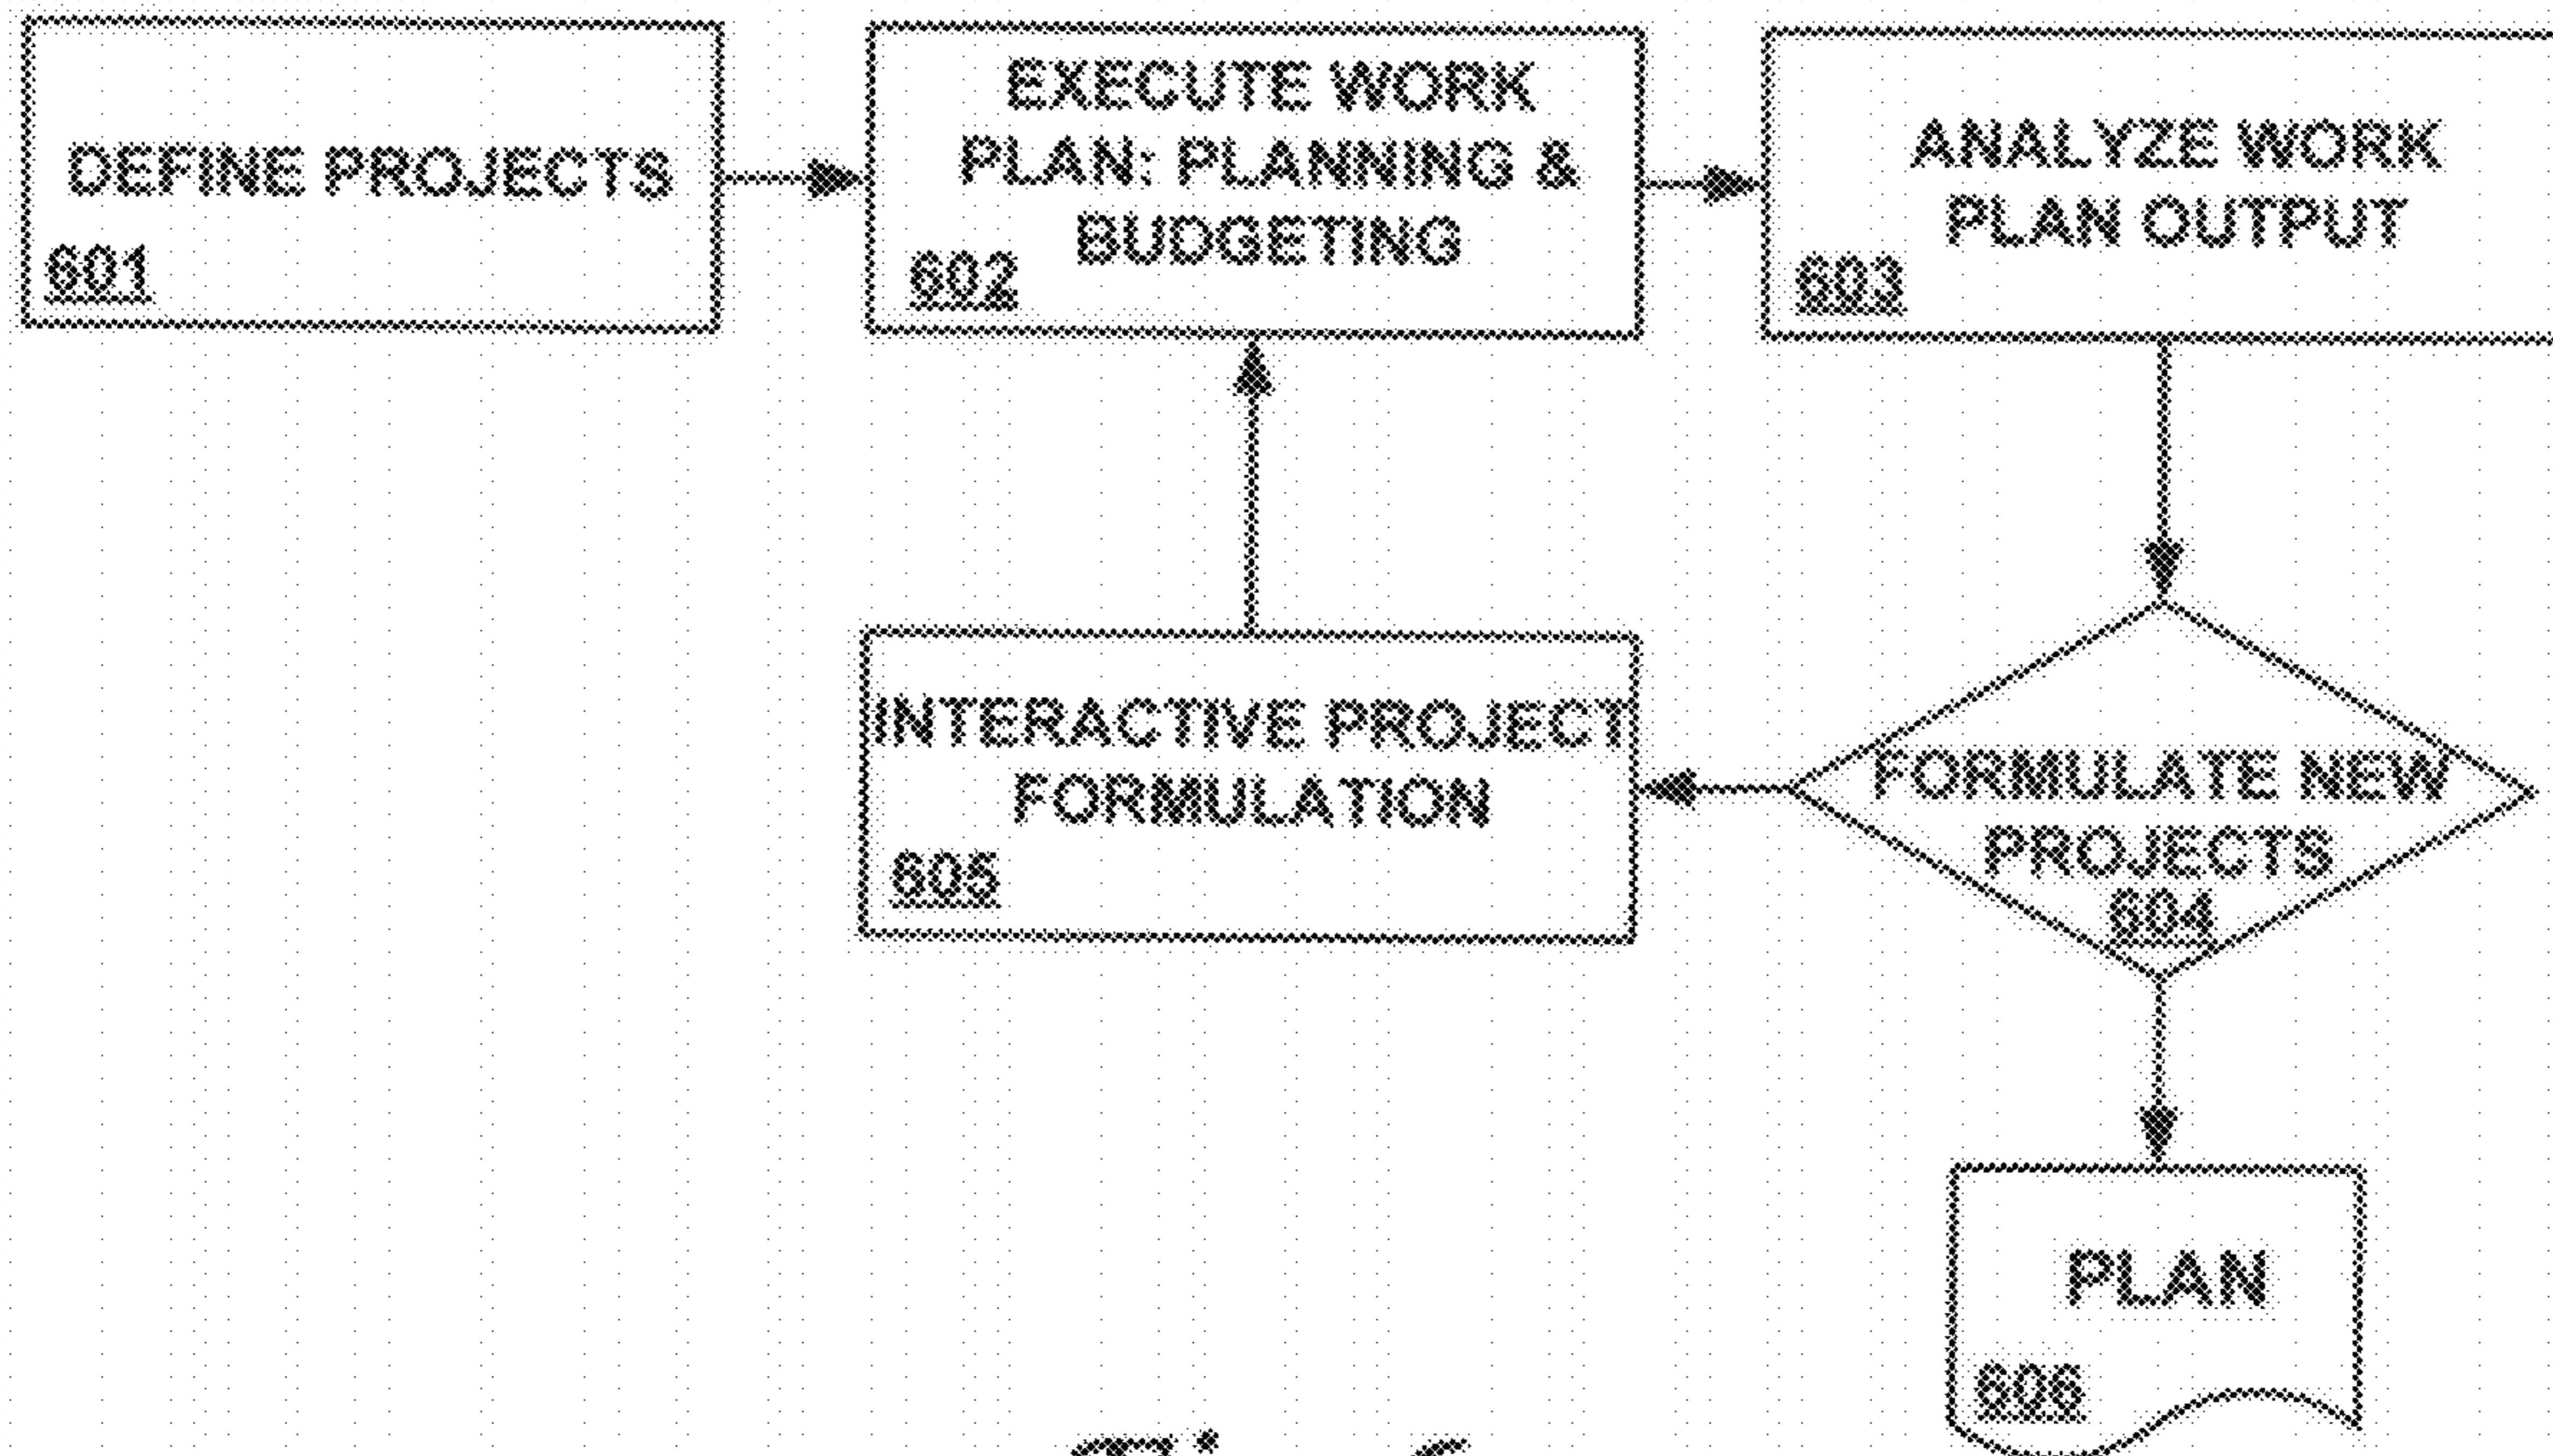 DEFINE PROJECTS
601
EXECUTE WORK
PLAN: PLANNING &
BUDGETING
602
ANALYZE WORK
PLAN OUTPUT
603
INTERACTIVE PROJECT
FORMULATION
605
FORMULATE NEW
PROJECTS
604
PLAN
606